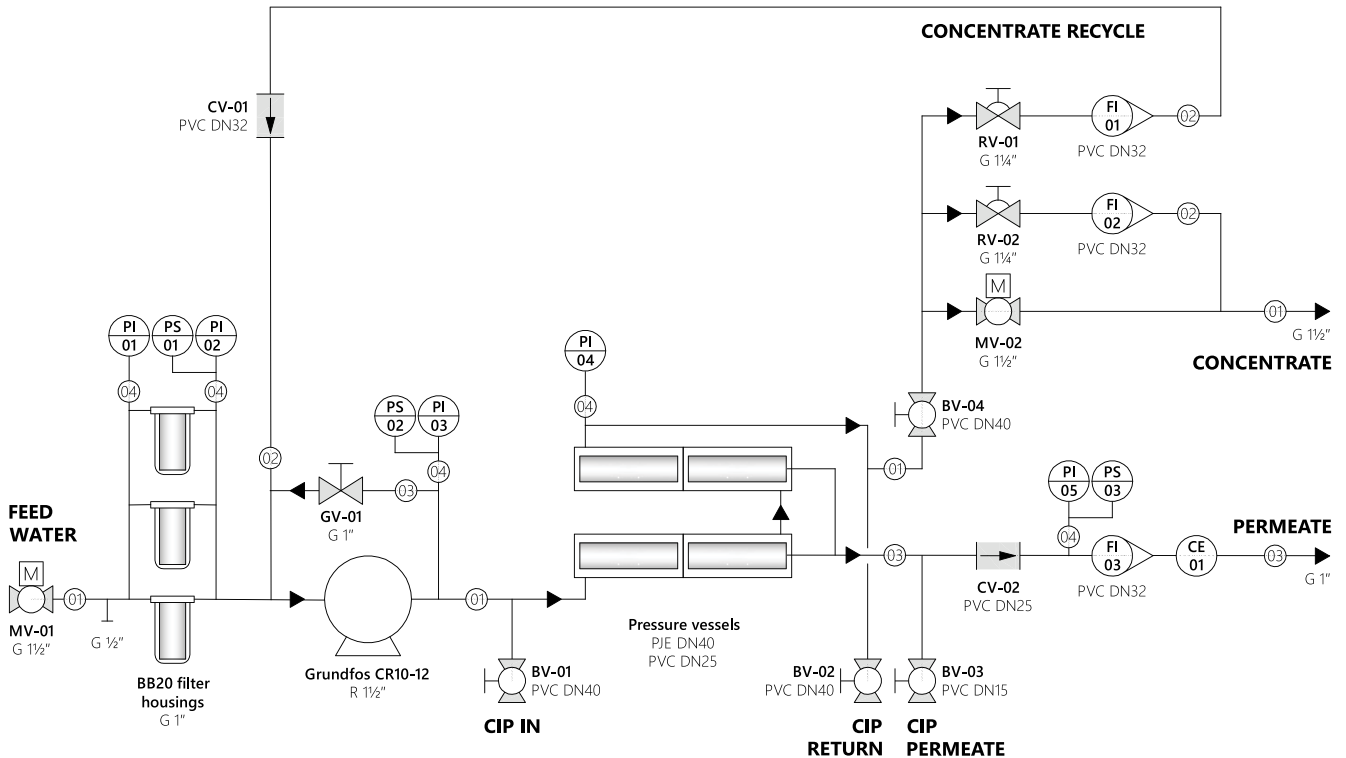 CONCENTRATE RECYCLE
CV-01
PVC DN32
FI
01
02
RV-01
G 1¼"
PVC DN32
FI
02
02
RV-02
G 1¼"
PVC DN32
M
MV-02
G 1½"
01
G 1½"
CONCENTRATE
PI
01
PS
01
PI
02
04
04
PI
04
04
PS
02
PI
03
04
02
03
GV-01
G 1"
BV-04
PVC DN40
01
FEED
WATER
M
MV-01
G 1½"
01
G ½"
BB20 filter
housings
G 1"
Grundfos CR10-12
R 1½"
01
BV-01
PVC DN40
CIP IN
Pressure vessels
PJE DN40
PVC DN25
03
BV-02
PVC DN40
CIP
RETURN
BV-03
PVC DN15
CIP
PERMEATE
CV-02
PVC DN25
PI
05
PS
03
04
FI
03
PVC DN32
CE
01
03
PERMEATE
G 1"